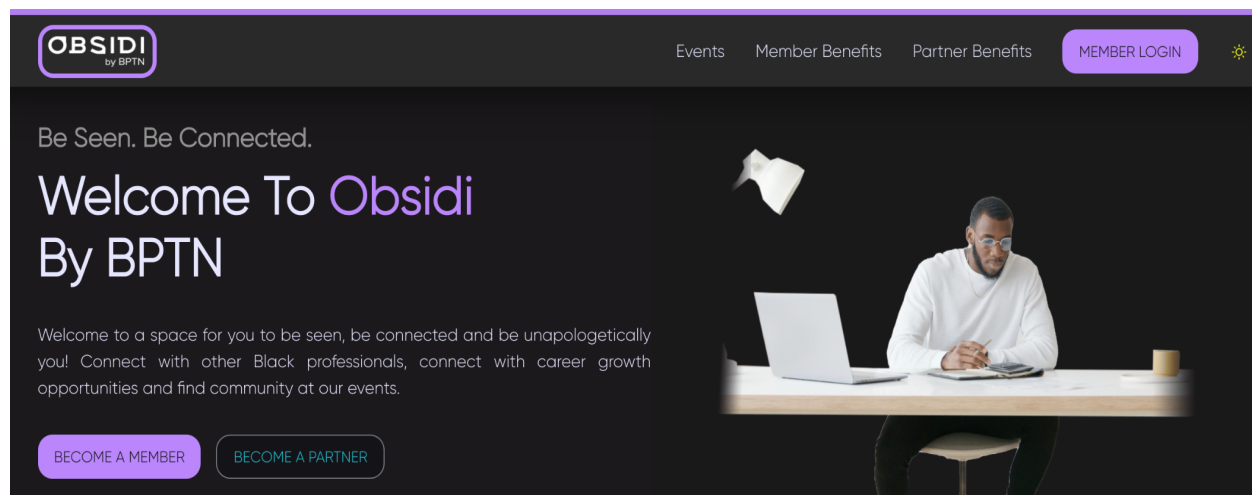 OBSIDI
by BPTN
Events Member Benefits Partner Benefits MEMBER LOGIN
Be Seen. Be Connected.
Welcome To Obsidi
By BPTN
Welcome to a space for you to be seen, be connected and be unapologetically
you! Connect with other Black professionals, connect with career growth
opportunities and find community at our events.
BECOME A MEMBER BECOME A PARTNER